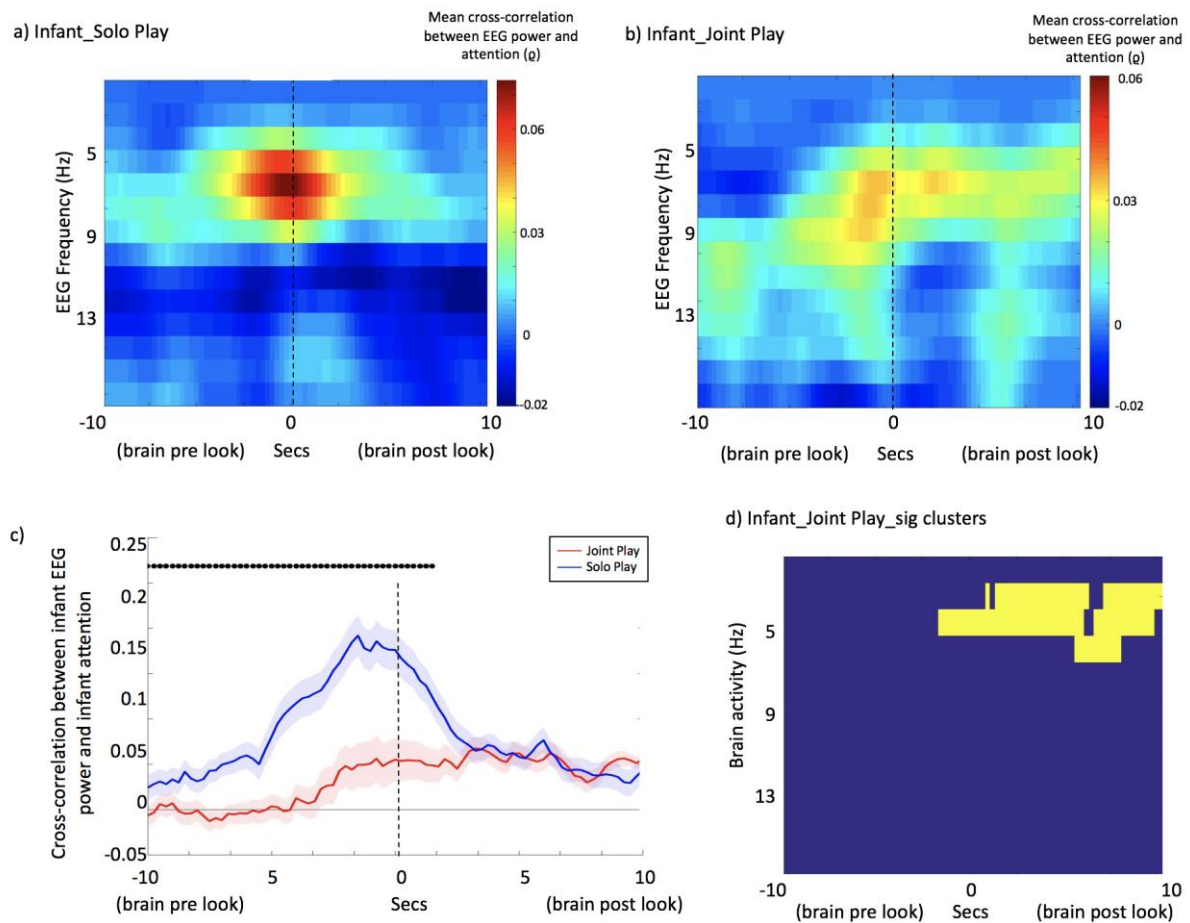 a) Infant_Solo Play
Mean cross-correlation
between EEG power and
attention (ϱ)
EEG Frequency (Hz)
5
9
13
0.06
0.03
0
-0.02
-10
0
10
(brain pre look)
Secs
(brain post look)
b) Infant_Joint Play
Mean cross-correlation
between EEG power and
attention (ϱ)
EEG Frequency (Hz)
5
9
13
0.06
0.03
0
-0.02
-10
0
10
(brain pre look)
Secs
(brain post look)
c)
Cross-correlation between infant EEG
power and infant attention
0.25
0.2
0.15
0.1
0.05
0
-0.05
Joint Play
Solo Play
-10
5
0
5
10
(brain pre look)
Secs
(brain post look)
d) Infant_Joint Play_sig clusters
Brain activity (Hz)
5
9
13
-10
0
10
(brain pre look)
Secs
(brain post look)